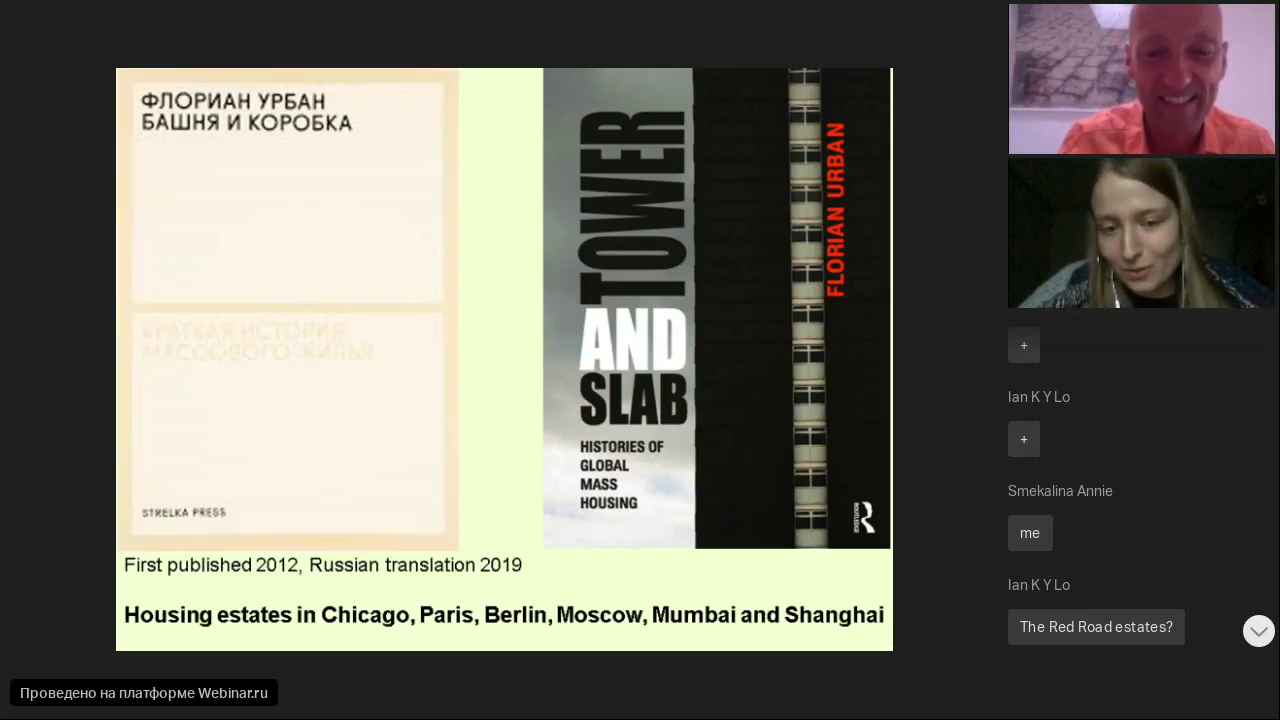 ФЛОРИАН УРБАН
БАШНЯ И КОРОБКА
КРАТКАЯ ИСТОРИЯ
МАССОВОГО ЖИЛЬЯ
STRELKA PRESS
TOWER
AND
SLAB
HISTORIES OF
GLOBAL
MASS
HOUSING
FLORIAN URBAN
ROUTLEDGE
First published 2012, Russian translation 2019
Housing estates in Chicago, Paris, Berlin, Moscow, Mumbai and Shanghai
+
Ian K Y Lo
+
Smekalina Annie
me
Ian K Y Lo
The Red Road estates?
Проведено на платформе Webinar.ru